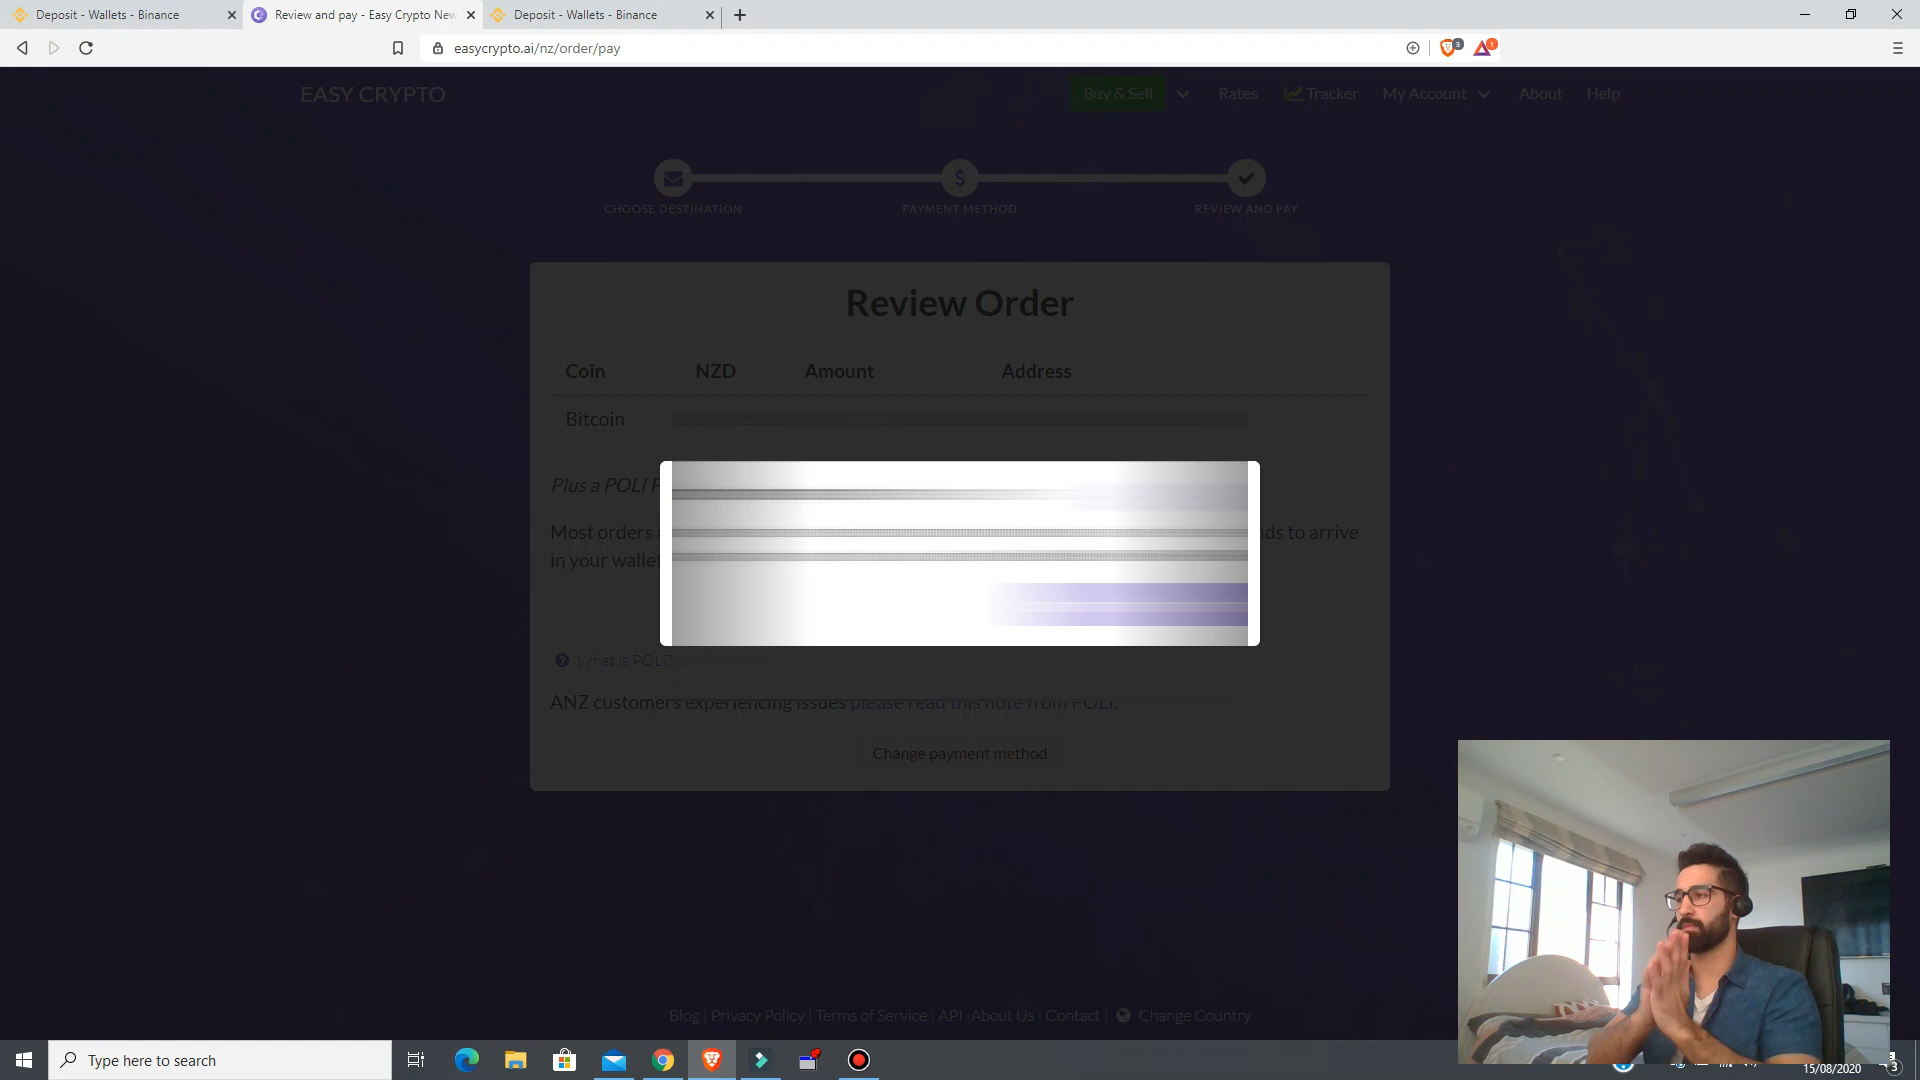 Deposit - Wallets - Binance
Review and pay - Easy Crypto New
Deposit - Wallets - Binance
easycrypto.ai/nz/order/pay
3
1
EASY CRYPTO
Buy & Sell
Rates
Tracker
My Account
About
Help
CHOOSE DESTINATION
PAYMENT METHOD
REVIEW AND PAY
Review Order
Coin NZD Amount Address
Bitcoin
Plus a POLI
Most orders
to arrive
in your
What is POLi?
ANZ customers experiencing issues please read this note from POLi.
Change payment method
Blog | Privacy Policy | Terms of Service | API | About Us | Contact | Change Country
Type here to search
15/08/2020
3